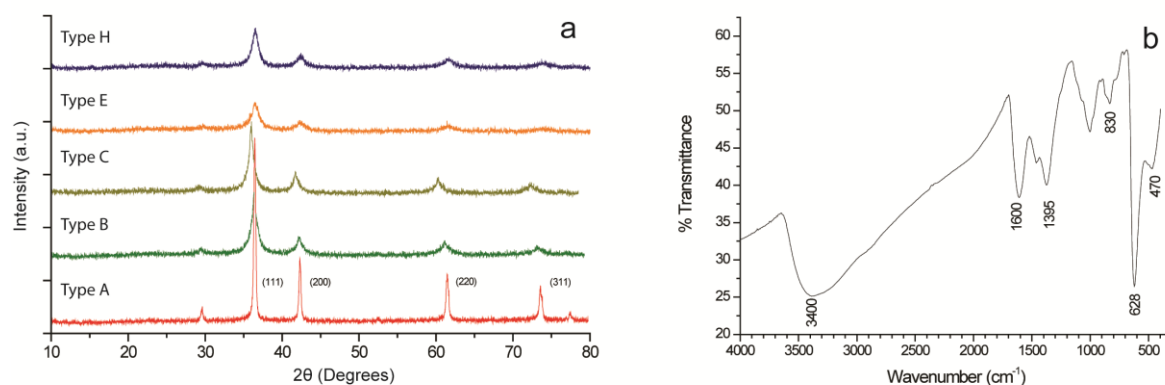 a
Type H
Type E
Type C
Type B
Type A
(111)
(200)
(220)
(311)
Intensity (a.u.)
10 20 30 40 50 60 70 80
2θ (Degrees)
b
60
55
50
45
40
35
30
25
20
% Transmittance
3400
1600
1395
830
628
470
4000 3500 3000 2500 2000 1500 1000 500
Wavenumber (cm-1)